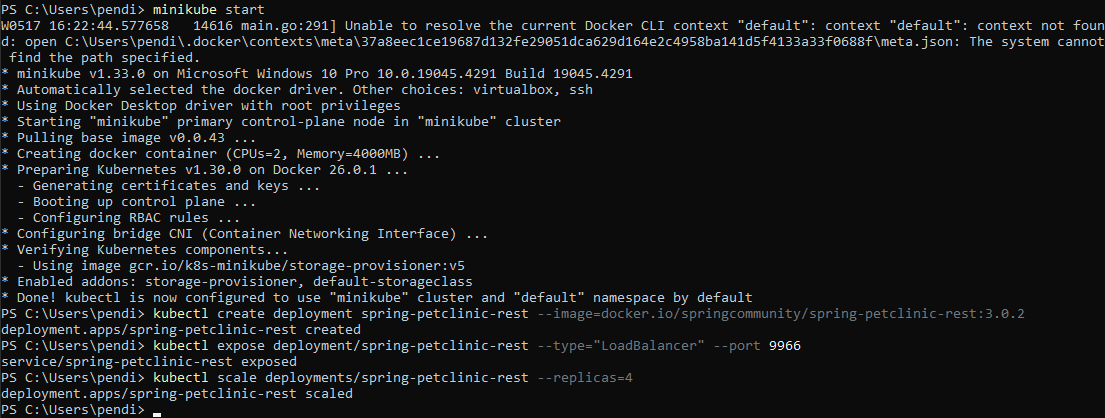 PS C:\Users\pendi> minikube start
W0517 16:22:44.577658   14616 main.go:291] Unable to resolve the current Docker CLI context "default": context "default": context not foun
d: open C:\Users\pendi\.docker\contexts\meta\37a8eec1ce19687d132fe29051dca629d164e2c4958ba141d5f4133a33f0688f\meta.json: The system cannot
 find the path specified.
* minikube v1.33.0 on Microsoft Windows 10 Pro 10.0.19045.4291 Build 19045.4291
* Automatically selected the docker driver. Other choices: virtualbox, ssh
* Using Docker Desktop driver with root privileges
* Starting "minikube" primary control-plane node in "minikube" cluster
* Pulling base image v0.0.43 ...
* Creating docker container (CPUs=2, Memory=4000MB) ...
* Preparing Kubernetes v1.30.0 on Docker 26.0.1 ...
  - Generating certificates and keys ...
  - Booting up control plane ...
  - Configuring RBAC rules ...
* Configuring bridge CNI (Container Networking Interface) ...
* Verifying Kubernetes components...
  - Using image gcr.io/k8s-minikube/storage-provisioner:v5
* Enabled addons: storage-provisioner, default-storageclass
* Done! kubectl is now configured to use "minikube" cluster and "default" namespace by default
PS C:\Users\pendi> kubectl create deployment spring-petclinic-rest --image=docker.io/springcommunity/spring-petclinic-rest:3.0.2
deployment.apps/spring-petclinic-rest created
PS C:\Users\pendi> kubectl expose deployment/spring-petclinic-rest --type="LoadBalancer" --port 9966
service/spring-petclinic-rest exposed
PS C:\Users\pendi> kubectl scale deployments/spring-petclinic-rest --replicas=4
deployment.apps/spring-petclinic-rest scaled
PS C:\Users\pendi>